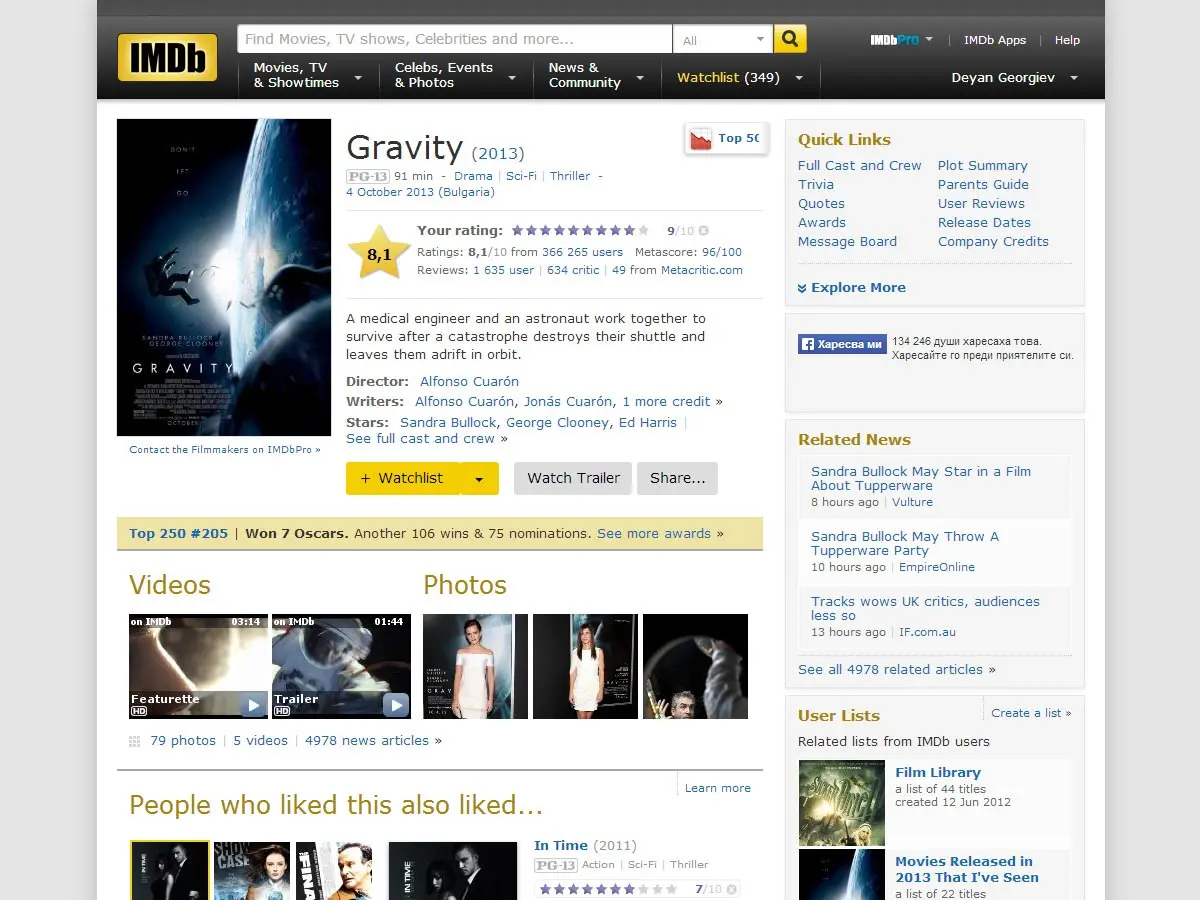 IMDb
Find Movies, TV shows, Celebrities and more...
All
IMDbPro
IMDb Apps
Help
Movies, TV
& Showtimes
Celebs, Events
& Photos
News &
Community
Watchlist (349)
Deyan Georgiev
DON'T
LET
GO
SANDRA BULLOCK
GEORGE CLOONEY
GRAVITY
OCTOBER
Contact the Filmmakers on IMDbPro »
Gravity (2013)
Top 50
PG-13 91 min - Drama | Sci-Fi | Thriller -
4 October 2013 (Bulgaria)
8,1
Your rating: 9/10
Ratings: 8,1/10 from 366 265 users Metascore: 96/100
Reviews: 1 635 user | 634 critic | 49 from Metacritic.com
A medical engineer and an astronaut work together to
survive after a catastrophe destroys their shuttle and
leaves them adrift in orbit.
Director: Alfonso Cuarón
Writers: Alfonso Cuarón, Jonás Cuarón, 1 more credit »
Stars: Sandra Bullock, George Clooney, Ed Harris |
See full cast and crew »
+ Watchlist
Watch Trailer
Share...
Top 250 #205 | Won 7 Oscars. Another 106 wins & 75 nominations. See more awards »
Videos
on IMDb 03:14
Featurette
HD
on IMDb 01:44
Trailer
HD
Photos
79 photos | 5 videos | 4978 news articles »
Learn more
People who liked this also liked...
IN TIME
SHOW
CASE
FINAL
IN TIME
In Time (2011)
PG-13 Action | Sci-Fi | Thriller
7/10
Quick Links
Full Cast and Crew
Trivia
Quotes
Awards
Message Board
Plot Summary
Parents Guide
User Reviews
Release Dates
Company Credits
Explore More
Харесва ми
134 246 души харесаха това.
Харесайте го преди приятелите си.
Related News
Sandra Bullock May Star in a Film
About Tupperware
8 hours ago | Vulture
Sandra Bullock May Throw A
Tupperware Party
10 hours ago | EmpireOnline
Tracks wows UK critics, audiences
less so
13 hours ago | IF.com.au
See all 4978 related articles »
User Lists
Create a list »
Related lists from IMDb users
Film Library
a list of 44 titles
created 12 Jun 2012
Movies Released in
2013 That I've Seen
a list of 22 titles